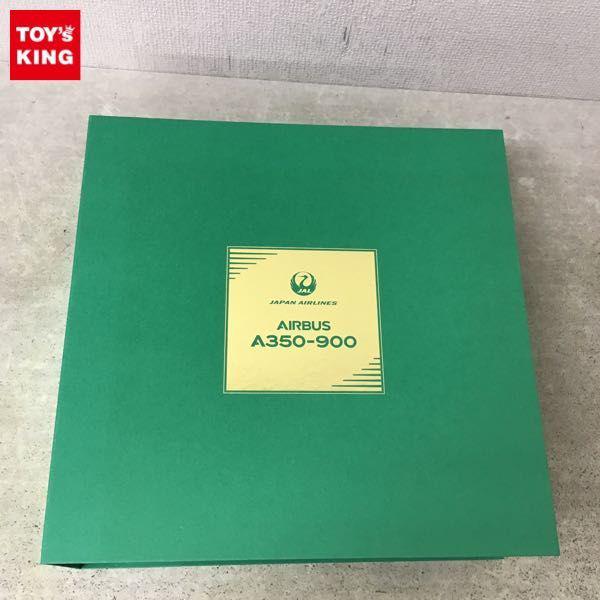 TOY's
KING
JAL
JAPAN AIRLINES
AIRBUS
A350-900